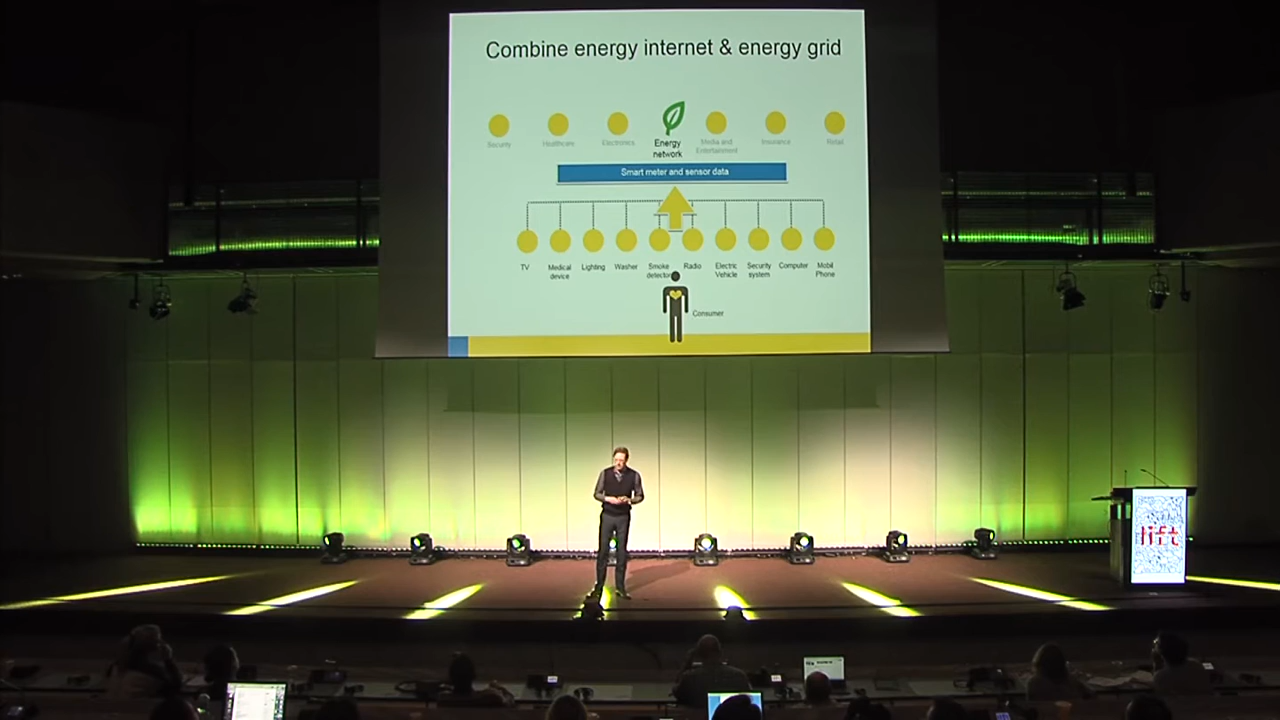 Combine energy internet & energy grid
Security
Healthcare
Electronics
Energy
network
Media and
Entertainment
Insurance
Retail
Smart meter and sensor data
TV
Medical
device
Lighting
Washer
Smoke
detector
Radio
Electric
Vehicle
Security
system
Computer
Mobil
Phone
Consumer
lift